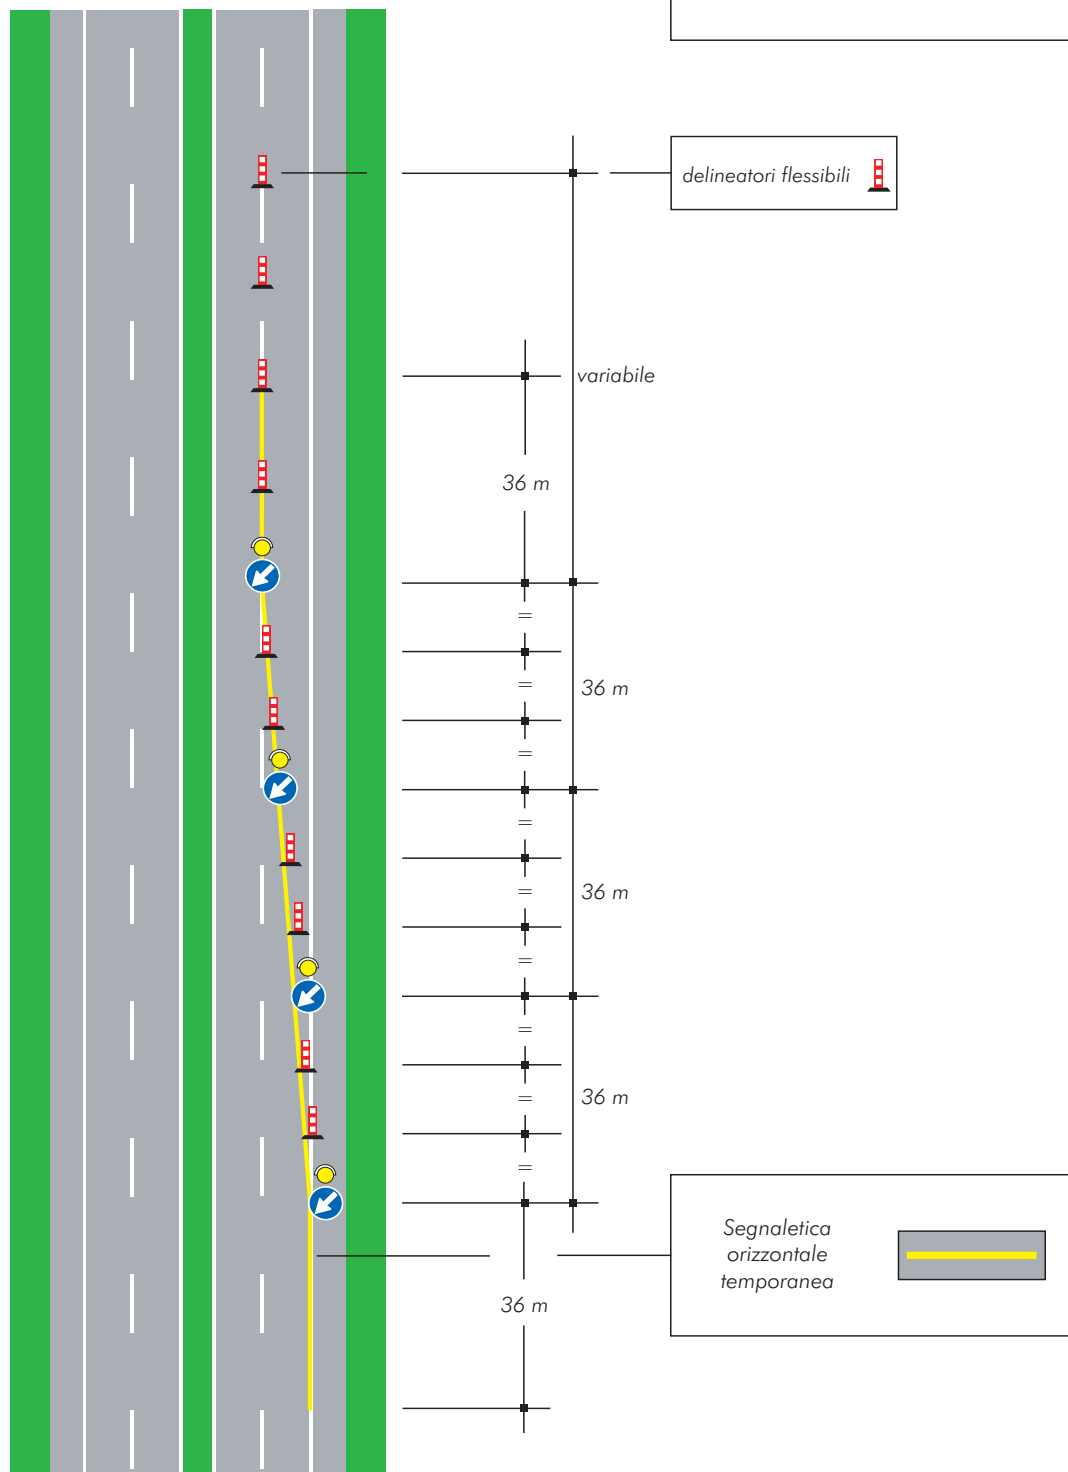 delineatori flessibili
variabile
36 m
=
=
36 m
=
=
=
36 m
=
=
=
36 m
=
Segnaletica
orizzontale
temporanea
36 m